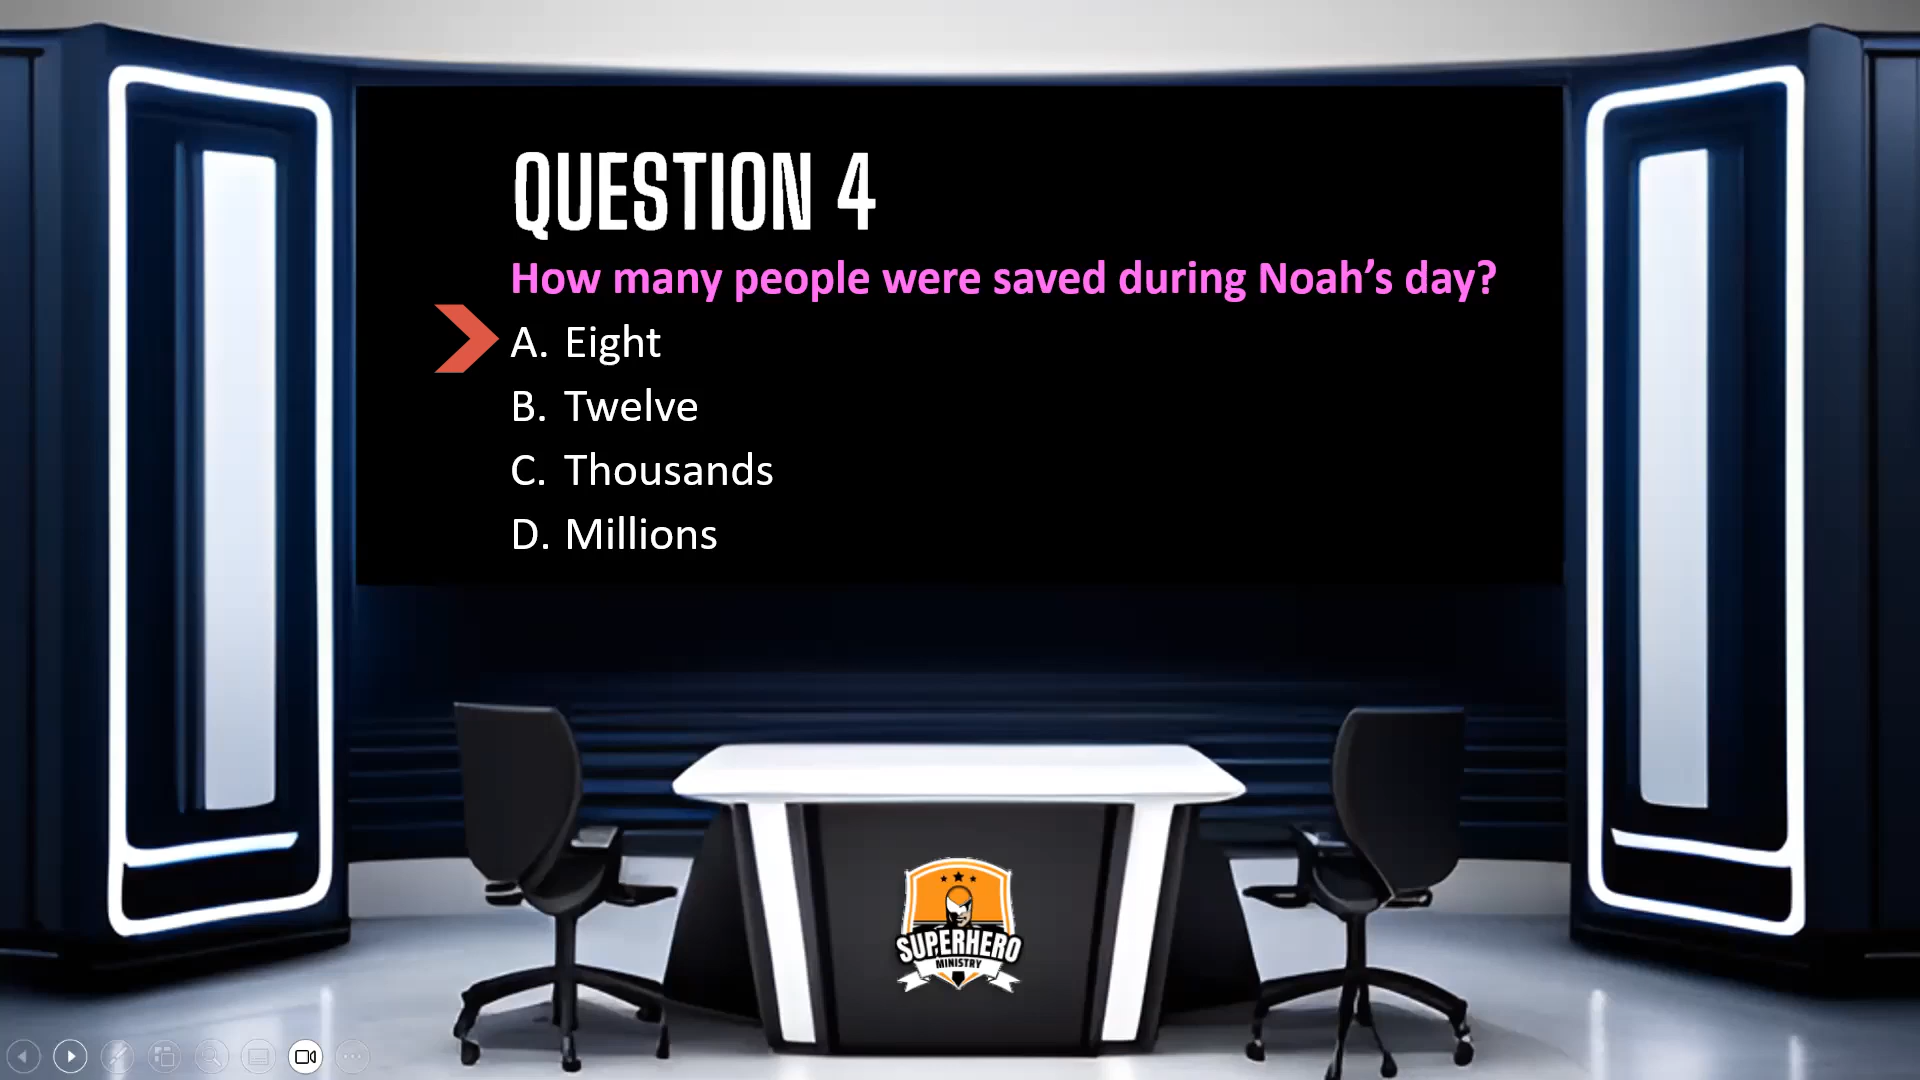 QUESTION 4
How many people were saved during Noah’s day?
A. Eight
B. Twelve
C. Thousands
D. Millions
SUPERHERO
MINISTRY